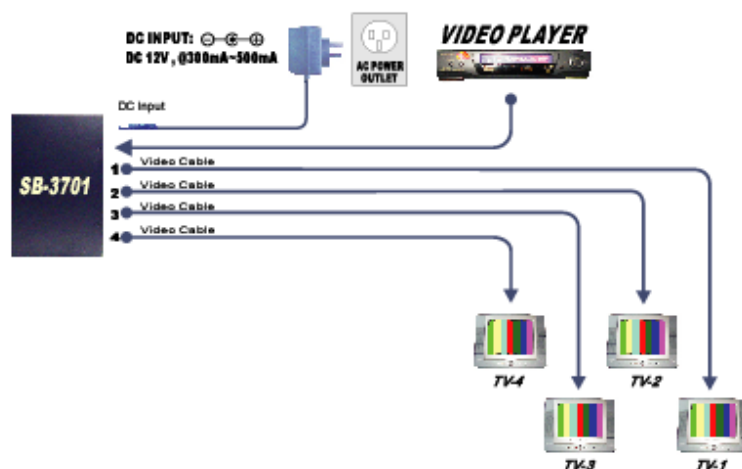 DC INPUT:
DC 12V, @300mA~500mA
AC POWER
OUTLET
VIDEO PLAYER
DC Input
SB-3701
1 Video Cable
2 Video Cable
3 Video Cable
4 Video Cable
TV-4
TV-2
TV-3
TV-1